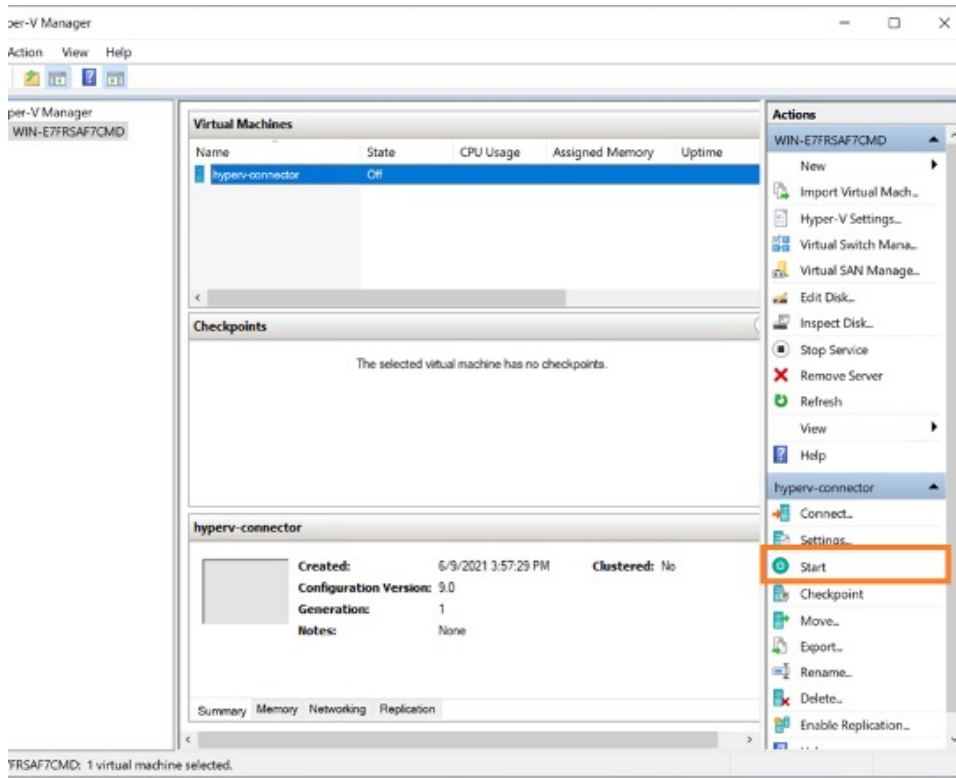 per-V Manager
Action View Help
per-V Manager
WIN-E7FRSAF7CMD
Virtual Machines
Name State CPU Usage Assigned Memory Uptime
hyperv-connector Off
Checkpoints
The selected virtual machine has no checkpoints.
hyperv-connector
Created: 6/9/2021 3:57:29 PM Clustered: No
Configuration Version: 9.0
Generation: 1
Notes: None
Summary Memory Networking Replication
Actions
WIN-E7FRSAF7CMD
New
Import Virtual Mach...
Hyper-V Settings...
Virtual Switch Mana...
Virtual SAN Manage...
Edit Disk...
Inspect Disk...
Stop Service
Remove Server
Refresh
View
Help
hyperv-connector
Connect...
Settings...
Start
Checkpoint
Move...
Export...
Rename...
Delete...
Enable Replication...
FRSAF7CMD: 1 virtual machine selected.